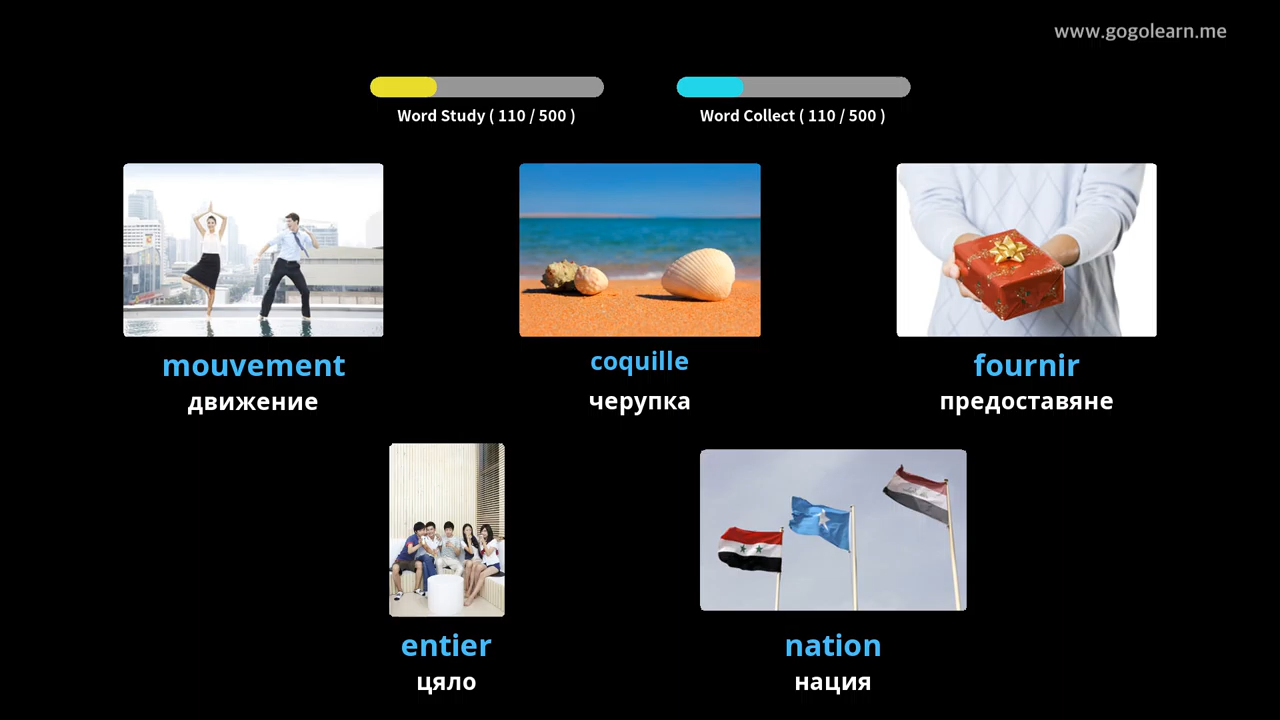 www.gogolearn.me
Word Study ( 110 / 500 )
Word Collect ( 110 / 500 )
mouvement
движение
coquille
черупка
fournir
предоставяне
entier
цяло
nation
нация